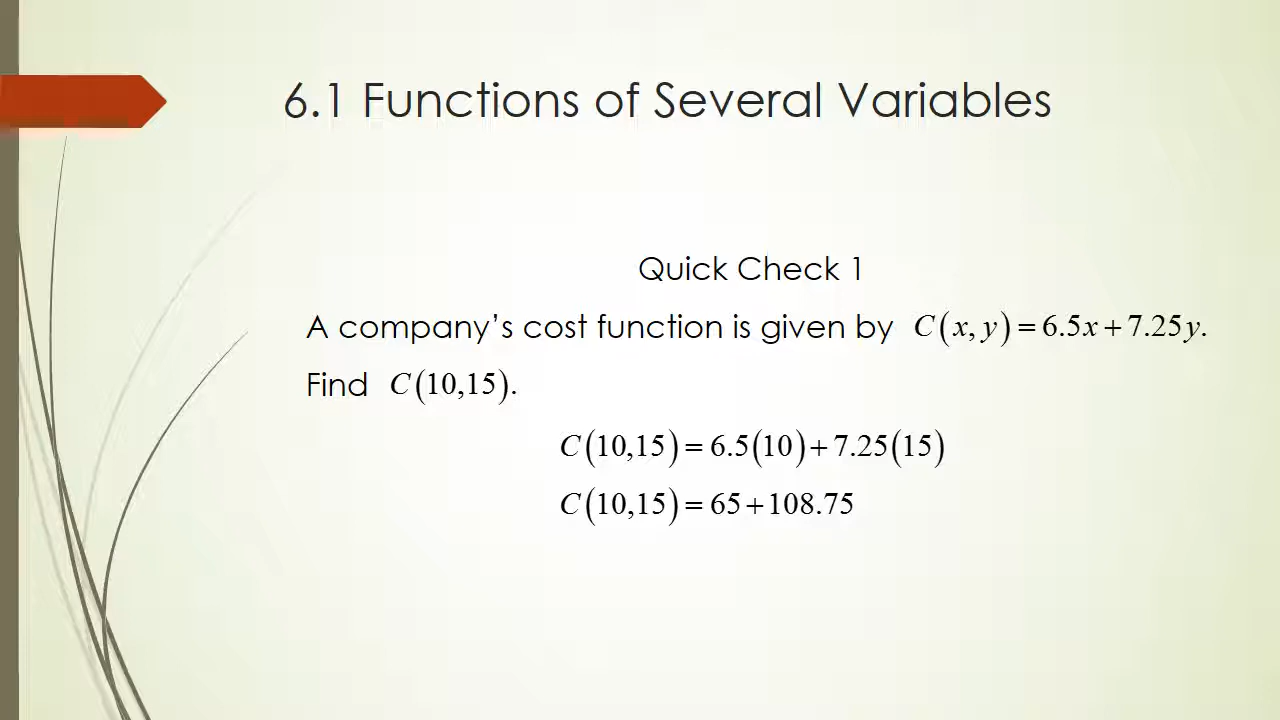 6.1 Functions of Several Variables
Quick Check 1
A company’s cost function is given by C(x, y) = 6.5x + 7.25y.
Find C(10,15).
C(10,15) = 6.5(10) + 7.25(15)
C(10,15) = 65 + 108.75